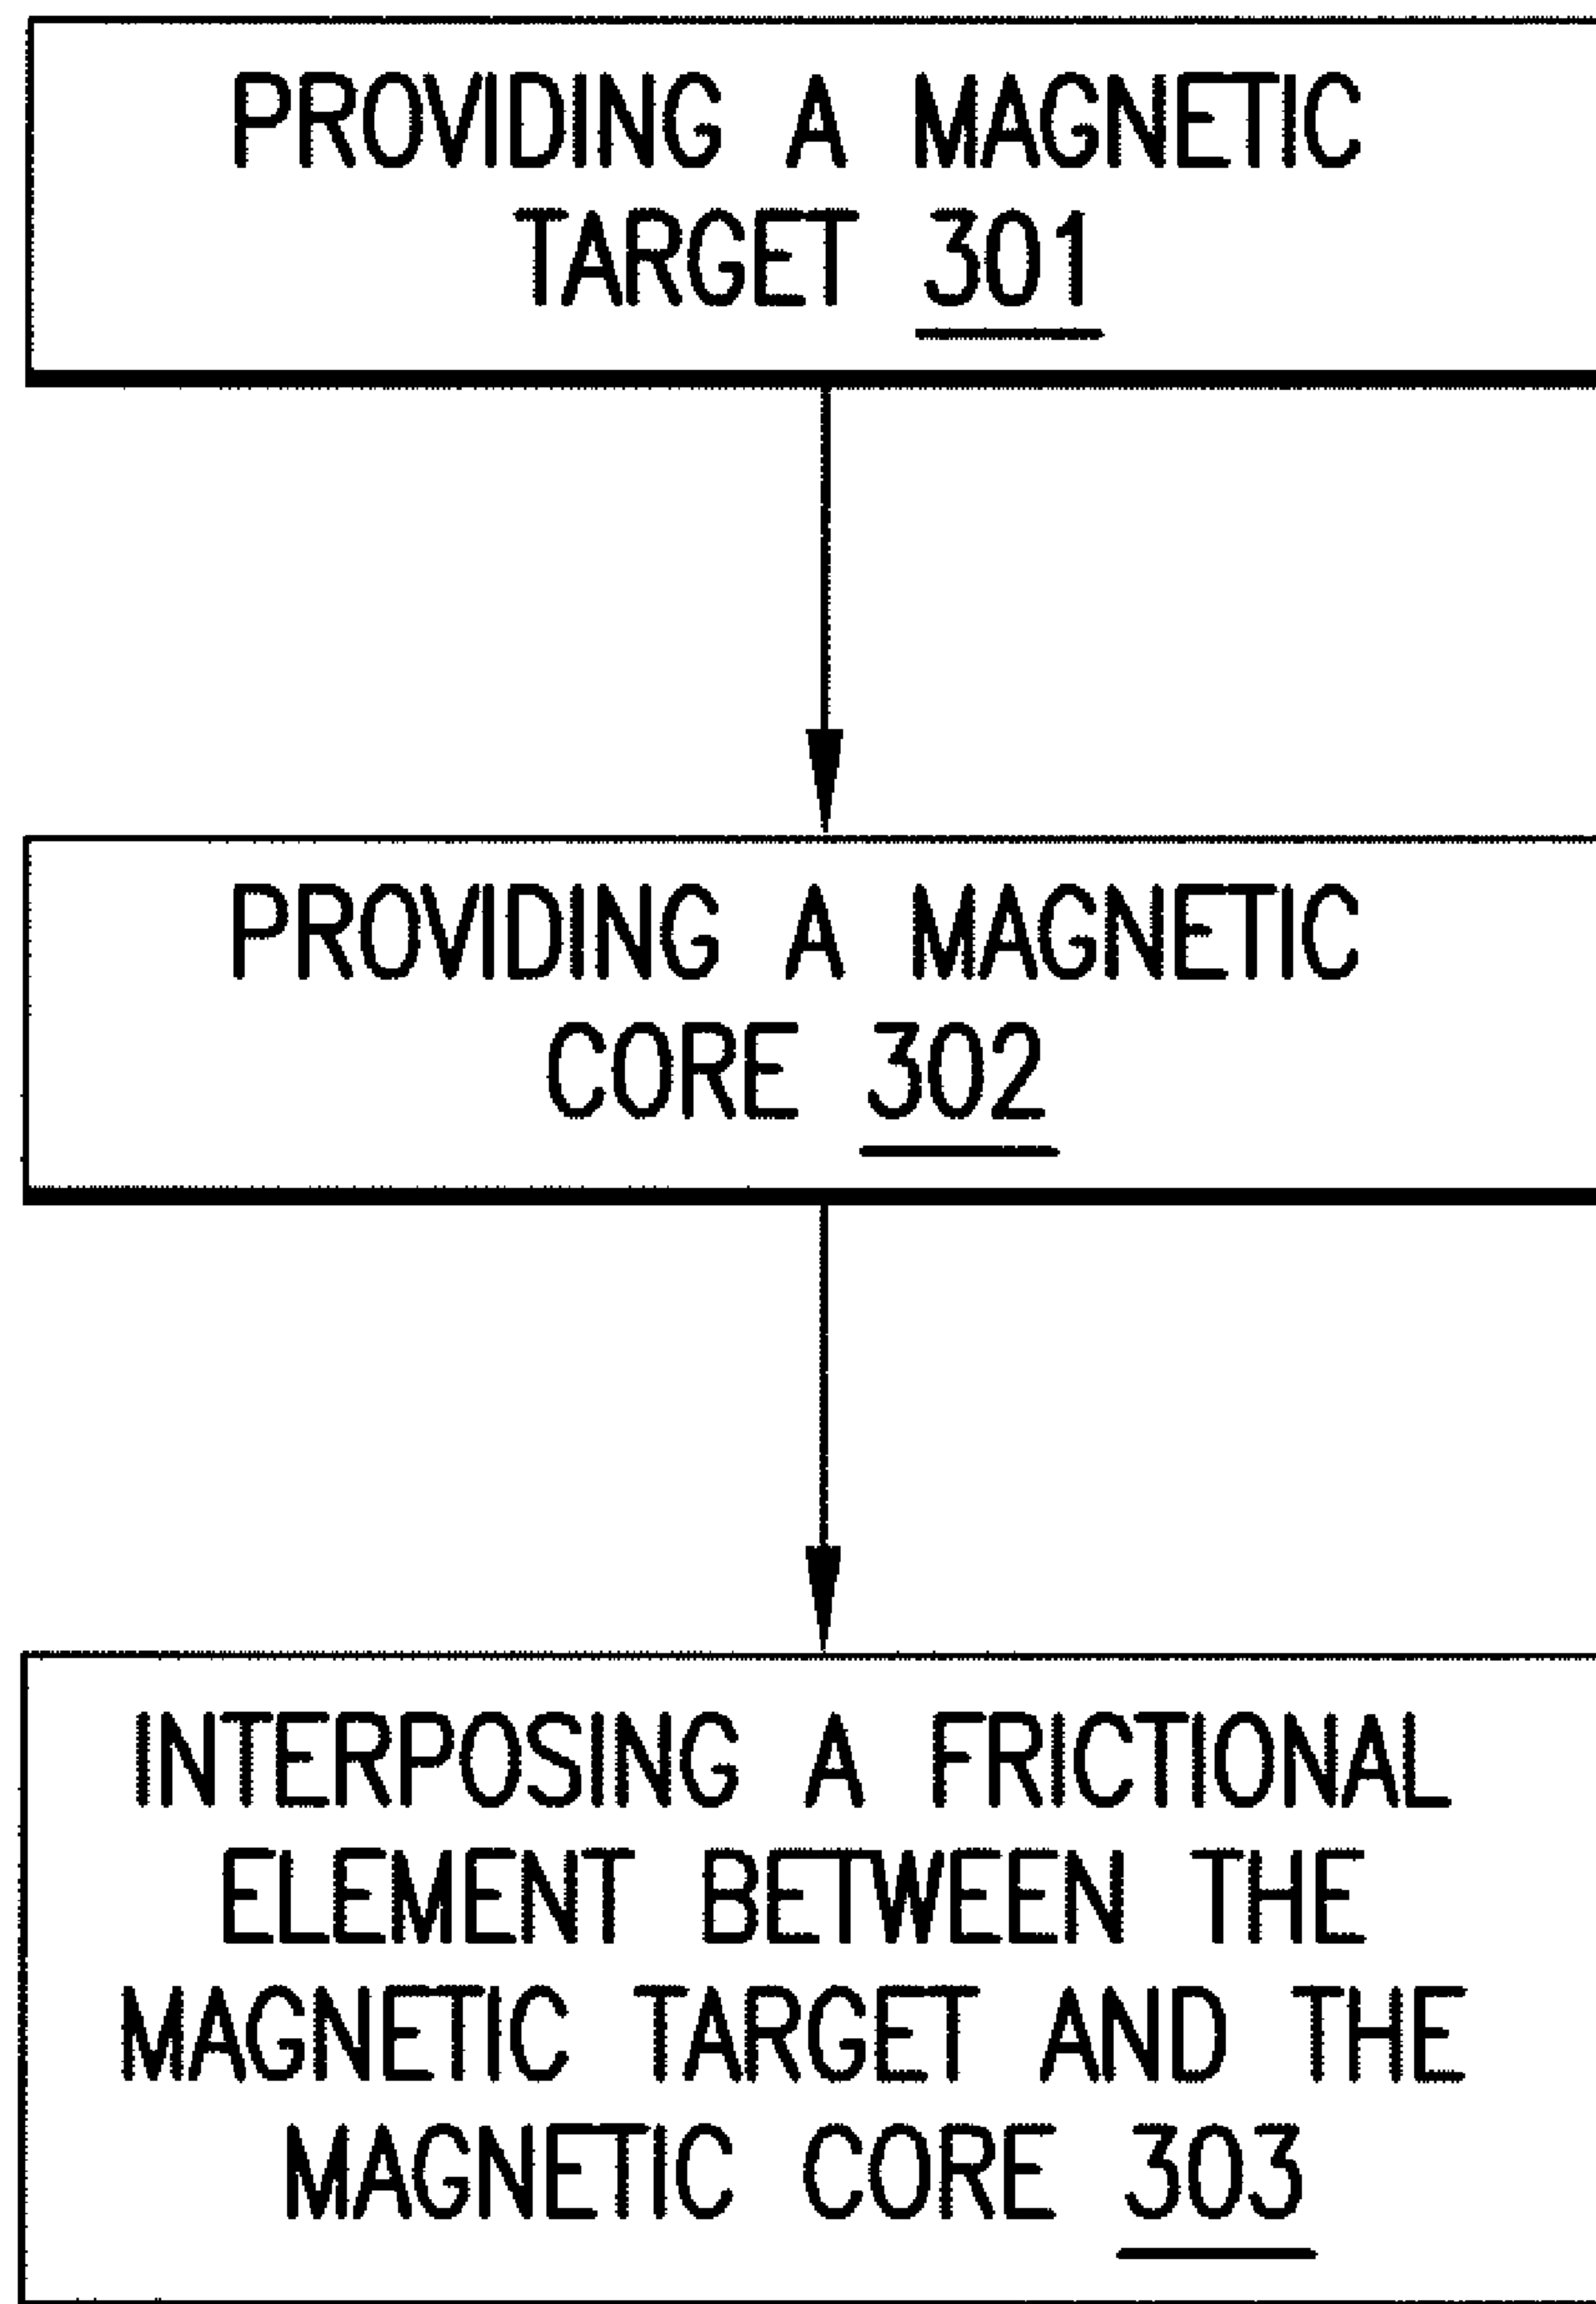 PROVIDING A MAGNETIC
TARGET 301
PROVIDING A MAGNETIC
CORE 302
INTERPOSING A FRICTIONAL
ELEMENT BETWEEN THE
MAGNETIC TARGET AND THE
MAGNETIC CORE 303